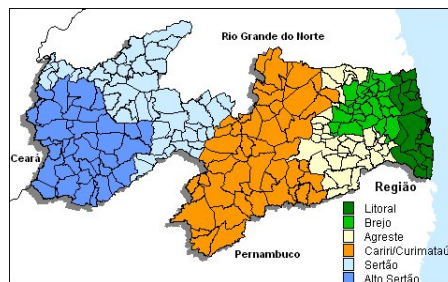 Rio Grande do Norte
Ceará
Pernambuco
Região
Litoral
Brejo
Agreste
Cariri/Curimataú
Sertão
Alto Sertão